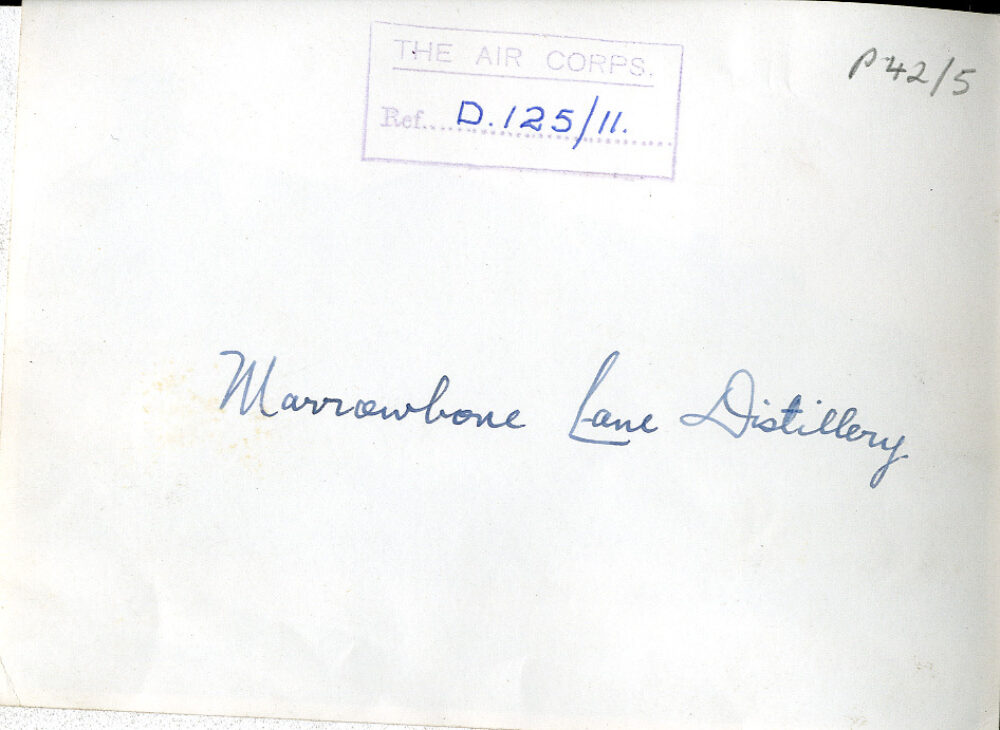 THE AIR CORPS.
Ref. D.125/11.
P42/5
Marrowbone Lane Distillery